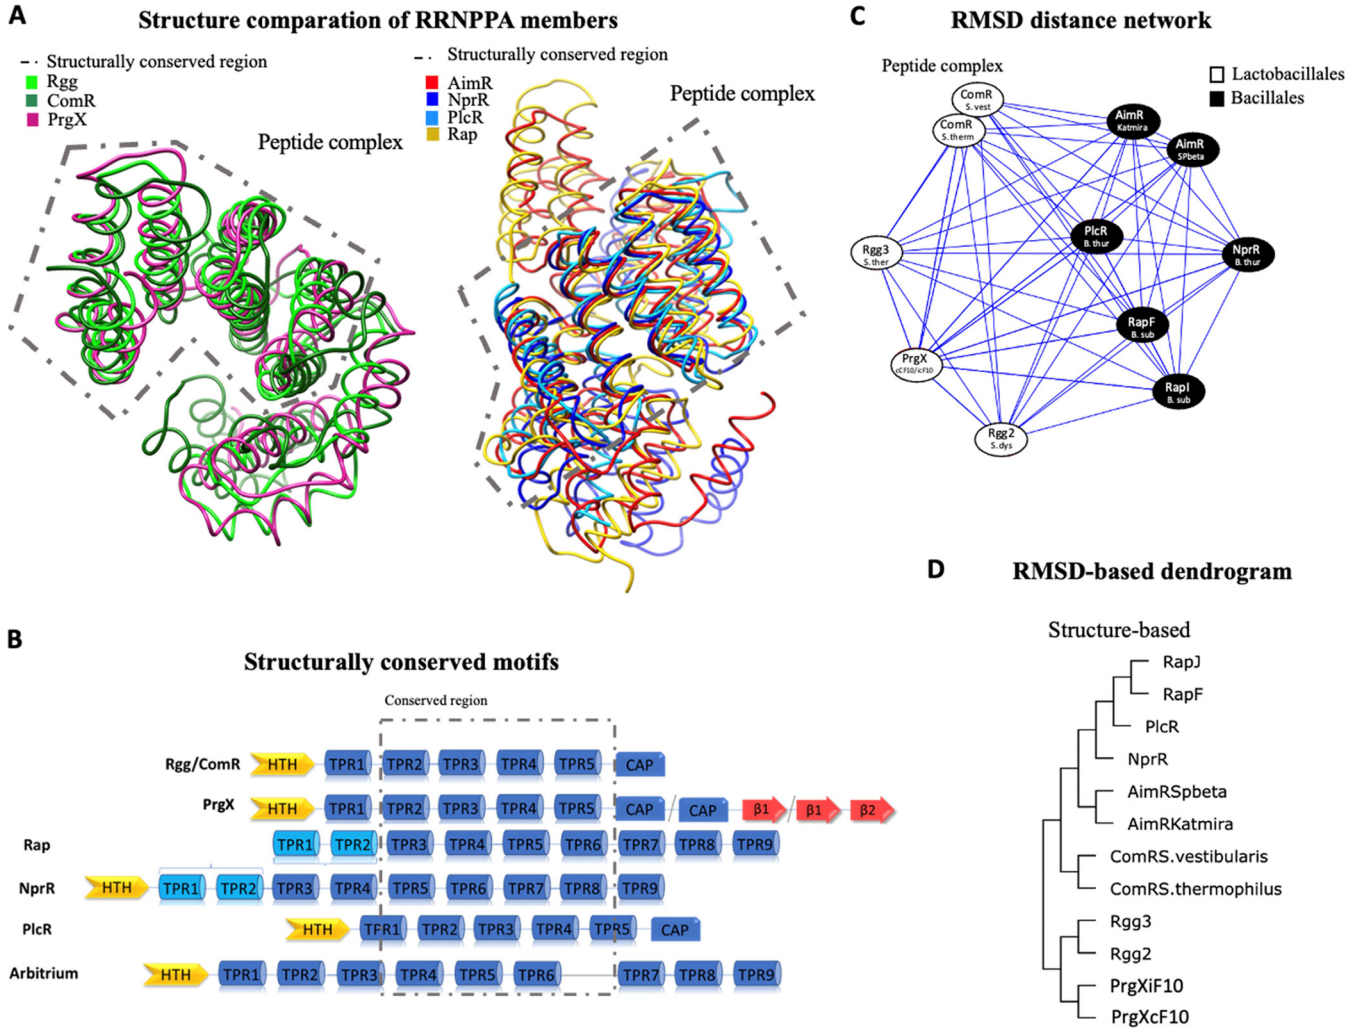 A
Structure comparation of RRNPPA members
Structurally conserved region
Rgg
ComR
PrgX
Peptide complex
Structurally conserved region
AimR
NprR
PlcR
Rap
Peptide complex
C
RMSD distance network
Lactobacillales
Bacillales
Peptide complex
ComR
S. vest
ComR
S. therm
AimR
Katmira
AimR
SPbeta
Rgg3
S. ther
PlcR
B. thur
NprR
B. thur
RapF
B. sub
PrgX
cCF10/icF10
RapI
B. sub
Rgg2
S. dys
B
Structurally conserved motifs
Conserved region
Rgg/ComR HTH TPR1 TPR2 TPR3 TPR4 TPR5 CAP
PrgX HTH TPR1 TPR2 TPR3 TPR4 TPR5 CAP / CAP β1 / β1 β2
Rap TPR1 TPR2 TPR3 TPR4 TPR5 TPR6 TPR7 TPR8 TPR9
NprR HTH TPR1 TPR2 TPR3 TPR4 TPR5 TPR6 TPR7 TPR8 TPR9
PlcR HTH TPR1 TPR2 TPR3 TPR4 TPR5 CAP
Arbitrium HTH TPR1 TPR2 TPR3 TPR4 TPR5 TPR6 TPR7 TPR8 TPR9
D
RMSD-based dendrogram
Structure-based
RapJ
RapF
PlcR
NprR
AimRSpbeta
AimRKatmira
ComRS.vestibularis
ComRS.thermophilus
Rgg3
Rgg2
PrgXiF10
PrgXcF10